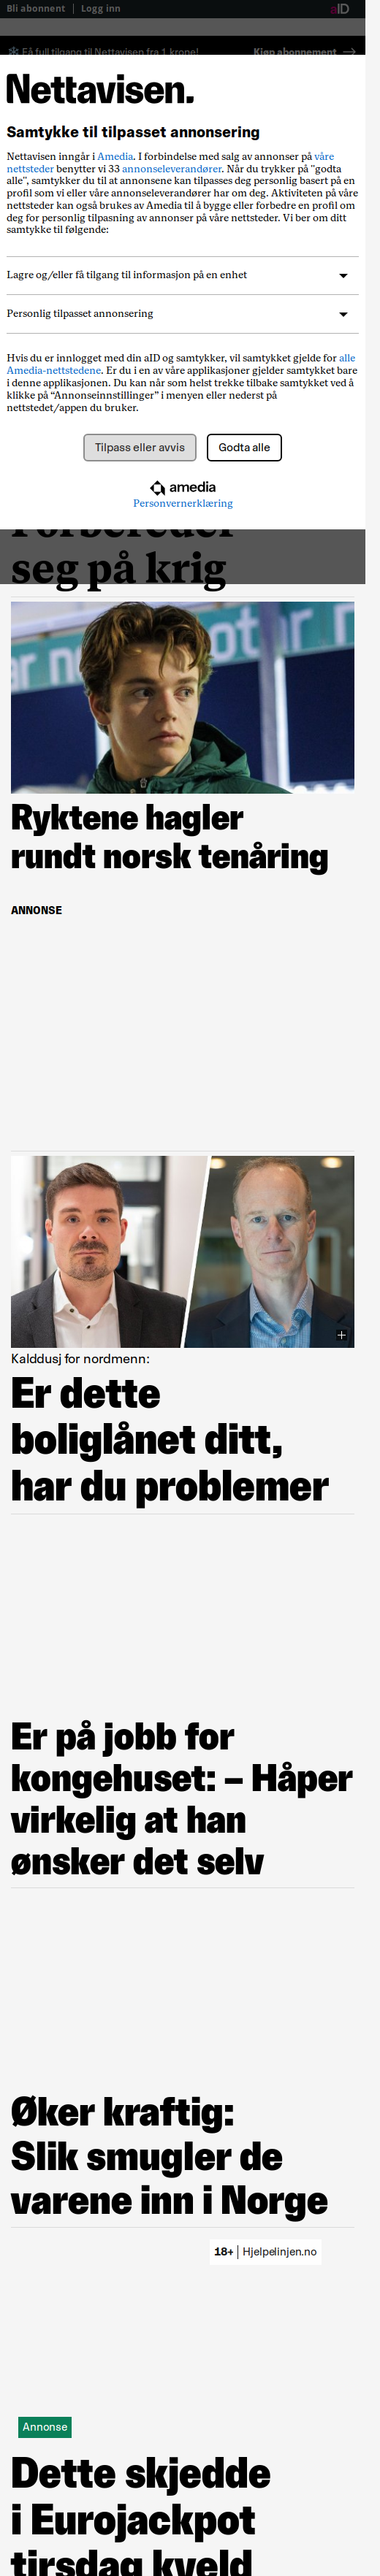 Bli abonnent | Logg inn
aID
Få full tilgang til Nettavisen fra 1 krone!
Kjøp abonnement
Nettavisen.
Samtykke til tilpasset annonsering
Nettavisen inngår i Amedia. I forbindelse med salg av annonser på våre
nettsteder benytter vi 33 annonseleverandører. Når du trykker på "godta
alle", samtykker du til at annonsene kan tilpasses deg personlig basert på en
profil som vi eller våre annonseleverandører har om deg. Aktiviteten på våre
nettsteder kan også brukes av Amedia til å bygge eller forbedre en profil om
deg for personlig tilpasning av annonser på våre nettsteder. Vi ber om ditt
samtykke til følgende:
Lagre og/eller få tilgang til informasjon på en enhet
Personlig tilpasset annonsering
Hvis du er innlogget med din aID og samtykker, vil samtykket gjelde for alle
Amedia-nettstedene. Er du i en av våre applikasjoner gjelder samtykket bare
i denne applikasjonen. Du kan når som helst trekke tilbake samtykket ved å
klikke på “Annonseinnstillinger” i menyen eller nederst på
nettstedet/appen du bruker.
Tilpass eller avvis
Godta alle
amedia
Personvernerklæring
Forbereder
seg på krig
Ryktene hagler
rundt norsk tenåring
ANNONSE
Kalddusj for nordmenn:
Er dette
boliglånet ditt,
har du problemer
Er på jobb for
kongehuset: – Håper
virkelig at han
ønsker det selv
Øker kraftig:
Slik smugler de
varene inn i Norge
18+ | Hjelpelinjen.no
Annonse
Dette skjedde
i Eurojackpot
tirsdag kveld